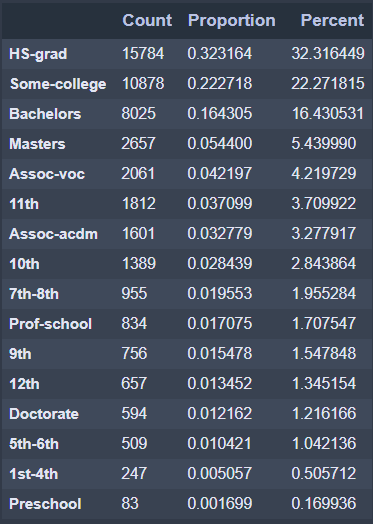 Count Proportion Percent
HS-grad 15784 0.323164 32.316449
Some-college 10878 0.222718 22.271815
Bachelors 8025 0.164305 16.430531
Masters 2657 0.054400 5.439990
Assoc-voc 2061 0.042197 4.219729
11th 1812 0.037099 3.709922
Assoc-acdm 1601 0.032779 3.277917
10th 1389 0.028439 2.843864
7th-8th 955 0.019553 1.955284
Prof-school 834 0.017075 1.707547
9th 756 0.015478 1.547848
12th 657 0.013452 1.345154
Doctorate 594 0.012162 1.216166
5th-6th 509 0.010421 1.042136
1st-4th 247 0.005057 0.505712
Preschool 83 0.001699 0.169936